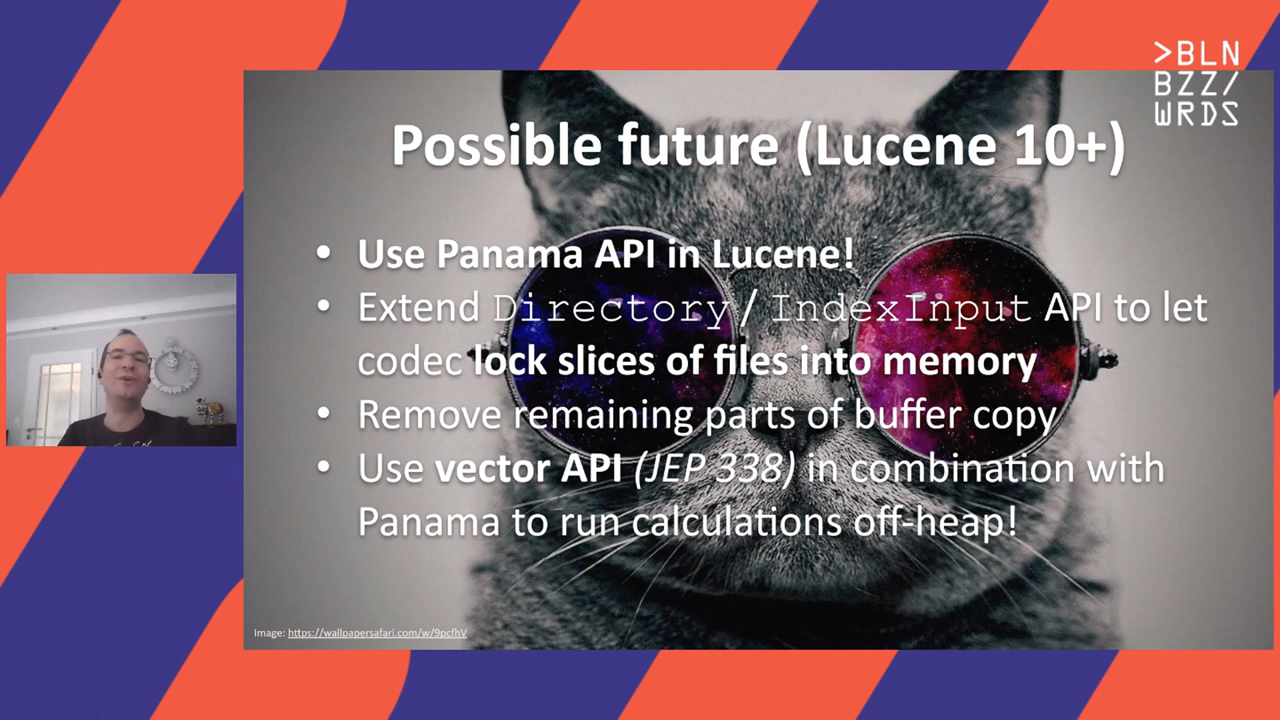 >BLN
BZZ/
WRDS
Possible future (Lucene 10+)
• Use Panama API in Lucene!
• Extend Directory/IndexInput API to let
codec lock slices of files into memory
• Remove remaining parts of buffer copy
• Use vector API (JEP 338) in combination with
Panama to run calculations off-heap!
Image: https://wallpapersafari.com/w/9pcfhV